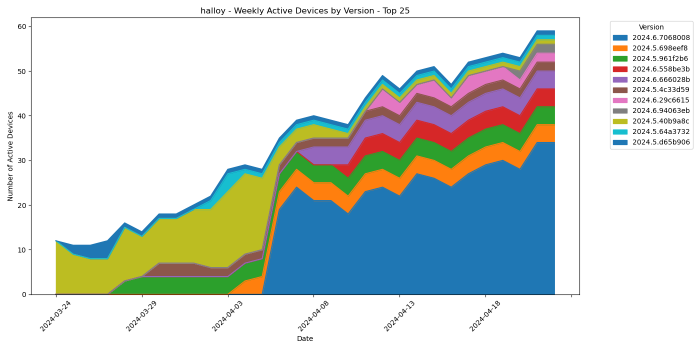 halloy - Weekly Active Devices by Version - Top 25
Number of Active Devices
60
50
40
30
20
10
0
2024-03-24
2024-03-29
2024-04-03
2024-04-08
2024-04-13
2024-04-18
Date
Version
2024.6.7068008
2024.5.698eef8
2024.5.961f2b6
2024.6.558be3b
2024.6.666028b
2024.5.4c33d59
2024.6.29c6615
2024.6.94063eb
2024.5.40b9a8c
2024.5.64a3732
2024.5.d65b906